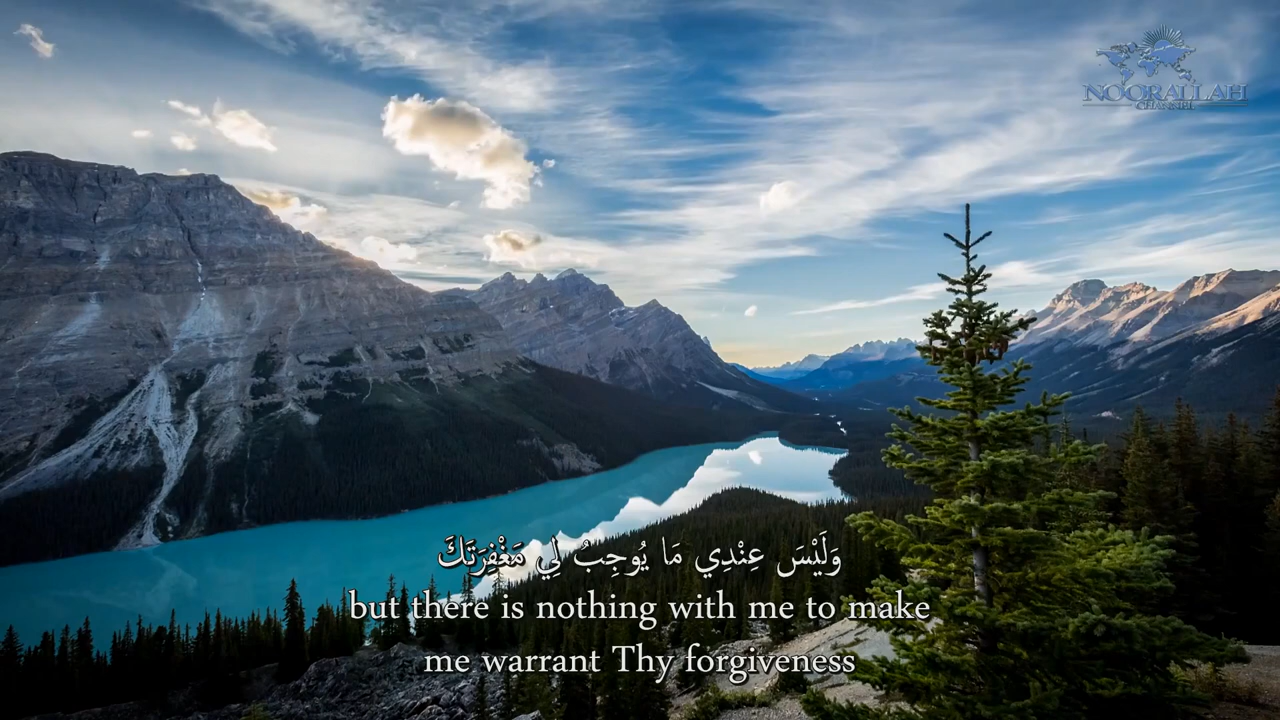 NOORALLAH
CHANNEL
وَلَيْسَ عِنْدِي مَا يُوجِبُ لِي مَغْفِرَتَكَ
but there is nothing with me to make
me warrant Thy forgiveness